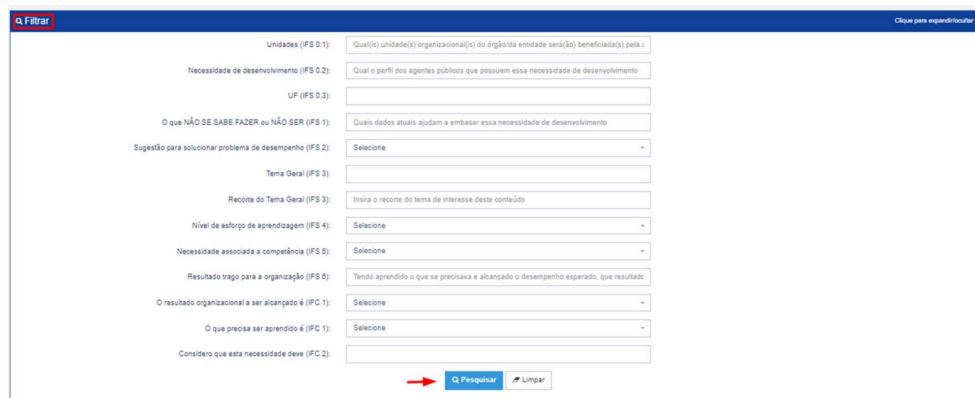 Filtrar
Clique para expandir/ocultar
Unidades (IFS 0.1):
Qual(is) unidade(s) organizacional(is) do órgão/da entidade será(ão) beneficiada(s) pela a
Necessidade de desenvolvimento (IFS 0.2):
Qual o perfil dos agentes públicos que possuem essa necessidade de desenvolvimento
UF (IFS 0.3):
O que NÃO SE SABE FAZER ou NÃO SER (IFS 1):
Quais dados atuais ajudam a embasar essa necessidade de desenvolvimento
Sugestão para solucionar problema de desempenho (IFS 2):
Selecione
Tema Geral (IFS 3):
Recorte do Tema Geral (IFS 3):
Insira o recorte do tema de interesse deste conteúdo
Nível de esforço de aprendizagem (IFS 4):
Selecione
Necessidade associada a competência (IFS 5):
Selecione
Resultado trago para a organização (IFS 6):
Tendo aprendido o que se precisava e alcançado o desempenho esperado, que resultado
O resultado organizacional a ser alcançado é (IFC 1):
Selecione
O que precisa ser aprendido é (IFC 1):
Selecione
Considero que esta necessidade deve (IFC 2):
Pesquisar
Limpar